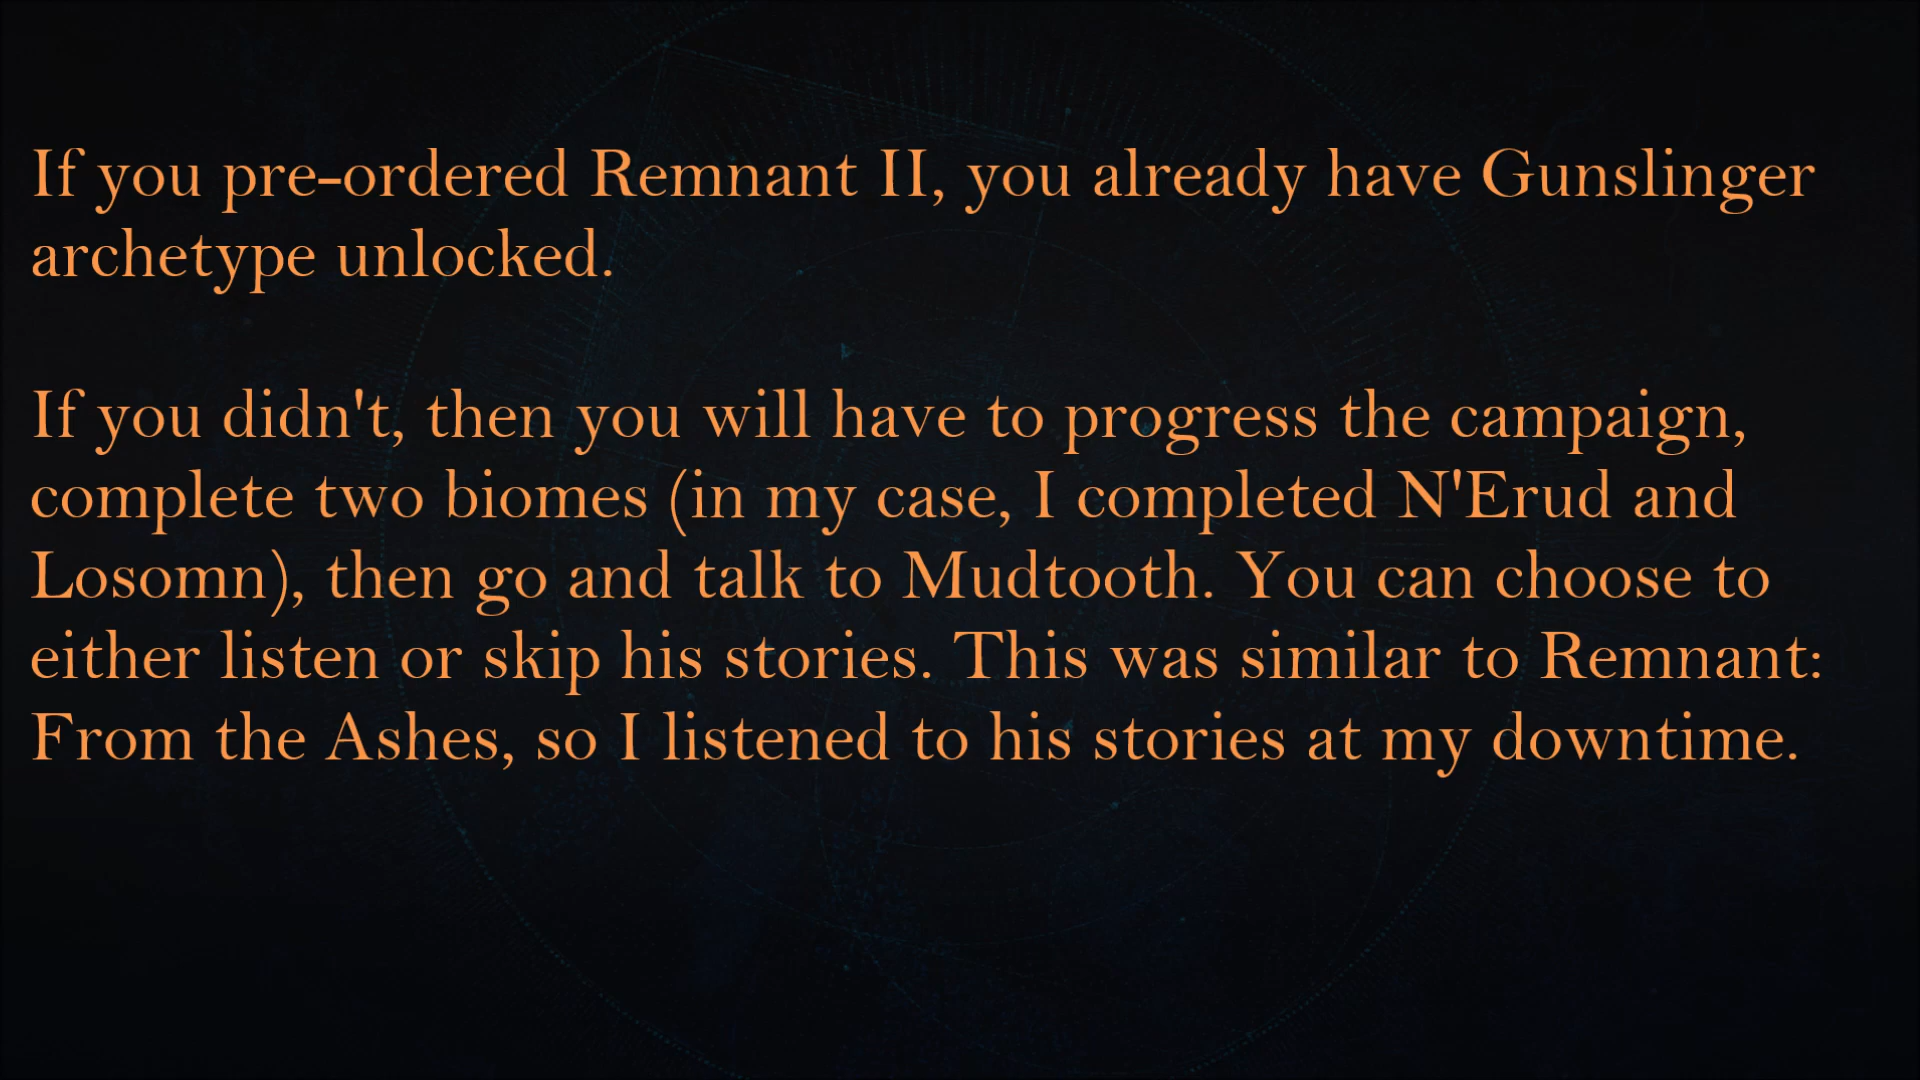 If you pre-ordered Remnant II, you already have Gunslinger
archetype unlocked.
If you didn't, then you will have to progress the campaign,
complete two biomes (in my case, I completed N'Erud and
Losomn), then go and talk to Mudtooth. You can choose to
either listen or skip his stories. This was similar to Remnant:
From the Ashes, so I listened to his stories at my downtime.